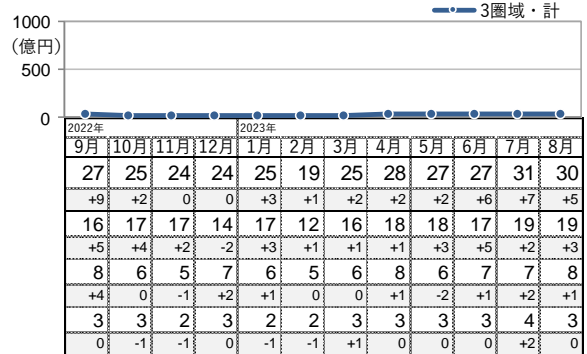 3圏域・計
1000
（億円）
500
0
2022年 2023年
9月 10月 11月 12月 1月 2月 3月 4月 5月 6月 7月 8月
27 25 24 24 25 19 25 28 27 27 31 30
+9 +2 0 0 +3 +1 +2 +2 +2 +6 +7 +5
16 17 17 14 17 12 16 18 18 17 19 19
+5 +4 +2 -2 +3 +1 +1 +1 +3 +5 +2 +3
8 6 5 7 6 5 6 8 6 7 7 8
+4 0 -1 +2 +1 0 0 +1 -2 +1 +2 +1
3 3 2 3 2 2 3 3 3 3 4 3
0 -1 -1 0 -1 -1 +1 0 0 0 +2 0